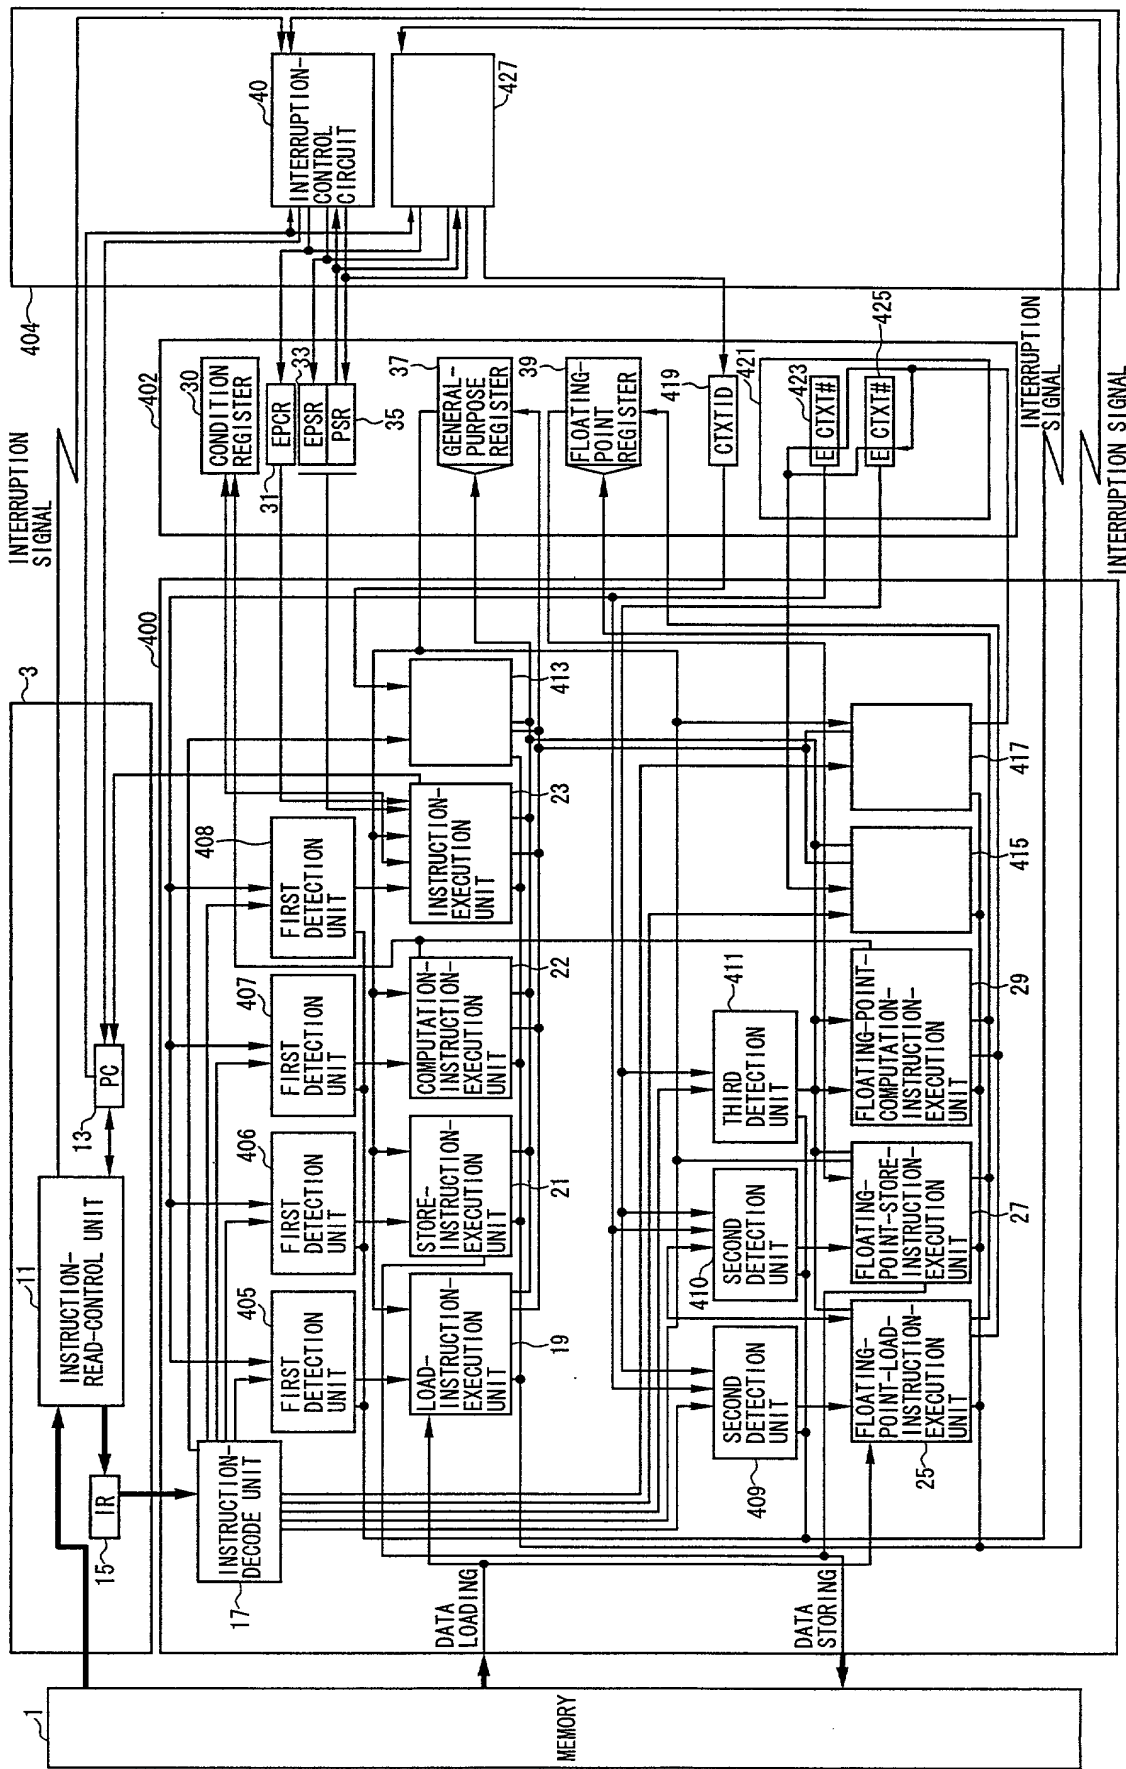 1
MEMORY
3
11
INSTRUCTION-
READ-CONTROL UNIT
13
PC
15
IR
INTERRUPTION
SIGNAL
400
17
INSTRUCTION-
DECODE UNIT
405
FIRST
DETECTION
UNIT
406
FIRST
DETECTION
UNIT
407
FIRST
DETECTION
UNIT
408
FIRST
DETECTION
UNIT
LOAD-
INSTRUCTION-
EXECUTION
UNIT
19
STORE-
INSTRUCTION-
EXECUTION
UNIT
21
COMPUTATION-
INSTRUCTION-
EXECUTION
UNIT
22
INSTRUCTION-
EXECUTION
UNIT
23
413
DATA
LOADING
DATA
STORING
409
SECOND
DETECTION
UNIT
410
SECOND
DETECTION
UNIT
411
THIRD
DETECTION
UNIT
FLOATING-
POINT-LOAD-
INSTRUCTION-
EXECUTION
UNIT
25
FLOATING-
POINT-STORE-
INSTRUCTION-
EXECUTION
UNIT
27
FLOATING-POINT-
COMPUTATION-
INSTRUCTION-
EXECUTION
UNIT
29
415
417
402
30
CONDITION
REGISTER
31
EPCR
33
EPSR
PSR
35
37
GENERAL-
PURPOSE
REGISTER
39
FLOATING-
POINT
REGISTER
419
CTXTID
421
423
E CTXT#
425
E CTXT#
404
40
INTERRUPTION-
CONTROL
CIRCUIT
427
INTERRUPTION
SIGNAL
INTERRUPTION SIGNAL